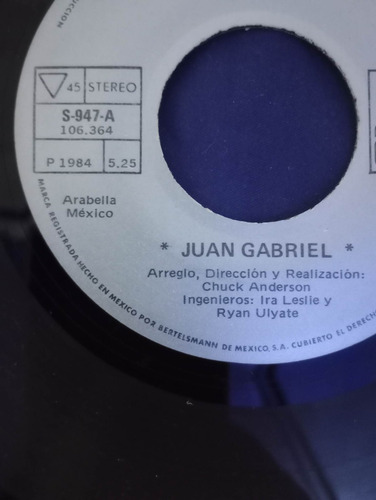 CCION
45 STEREO
S-947-A
106.364
P 1984 5,25
Arabella
México
* JUAN GABRIEL *
Arreglo, Dirección y Realización:
Chuck Anderson
Ingenieros: Ira Leslie y
Ryan Ulyate
MARCA REGISTRADA HECHO EN MEXICO POR BERTELSMANN DE MEXICO, S.A. CUBIERTO EL DERECHO